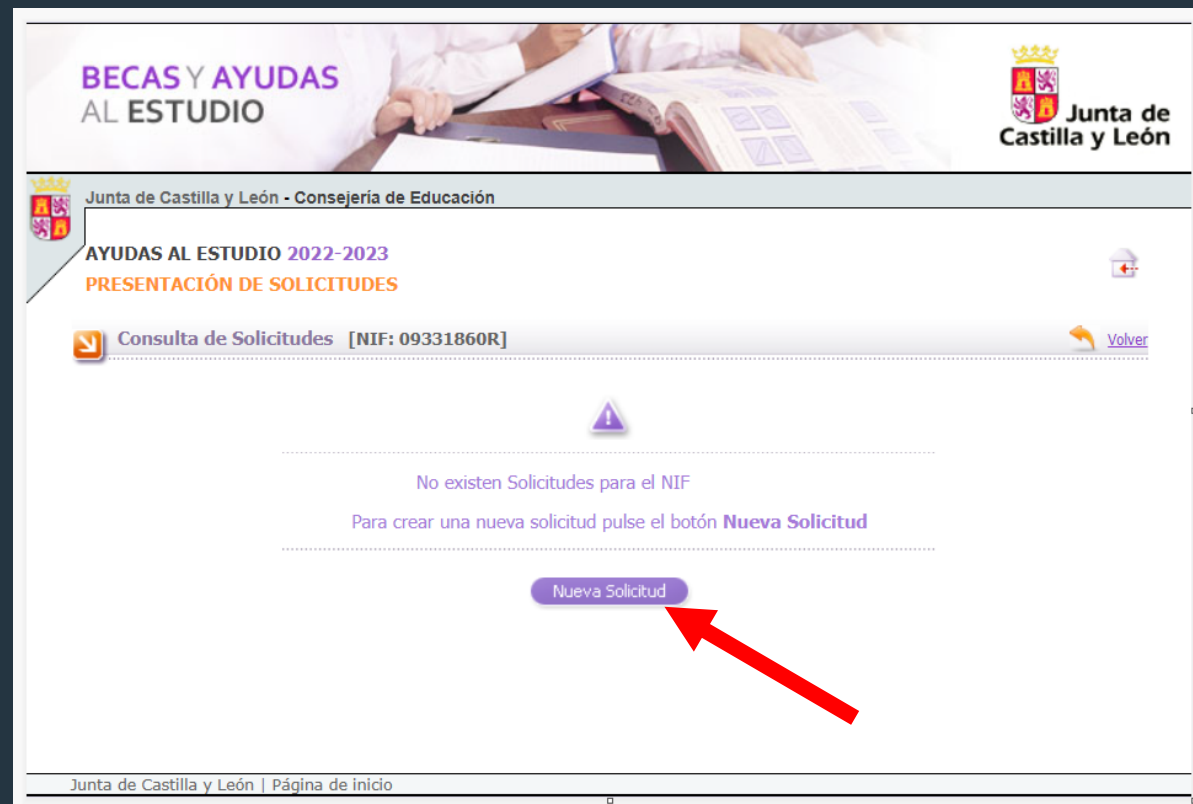 BECAS Y AYUDAS
AL ESTUDIO
Junta de
Castilla y León
Junta de Castilla y León - Consejería de Educación
AYUDAS AL ESTUDIO 2022-2023
PRESENTACIÓN DE SOLICITUDES
Consulta de Solicitudes [NIF: 09331860R]
Volver
No existen Solicitudes para el NIF
Para crear una nueva solicitud pulse el botón Nueva Solicitud
Nueva Solicitud
Junta de Castilla y León | Página de inicio